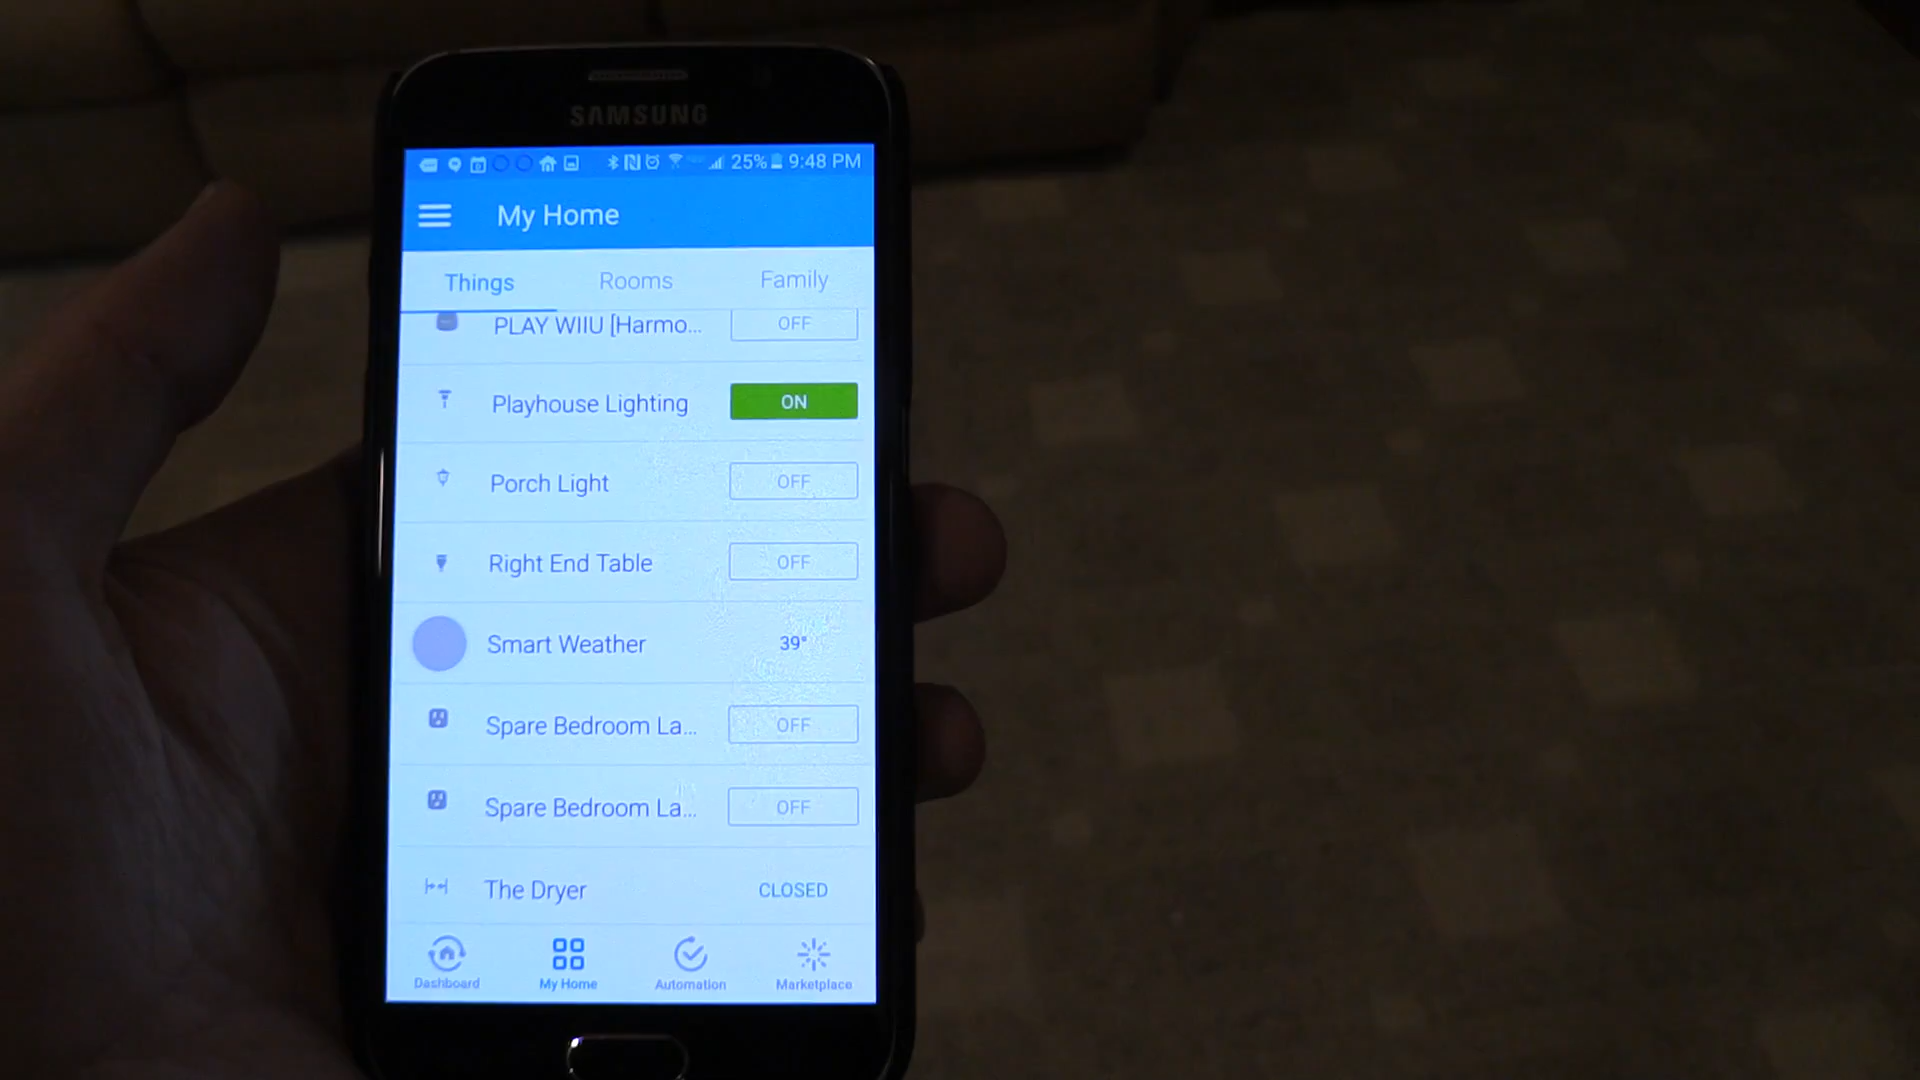 SAMSUNG
25% 9:48 PM
My Home
Things Rooms Family
PLAY WIIU [Harmo... OFF
Playhouse Lighting ON
Porch Light OFF
Right End Table OFF
Smart Weather 39°
Spare Bedroom La... OFF
Spare Bedroom La... OFF
The Dryer CLOSED
Dashboard My Home Automation Marketplace